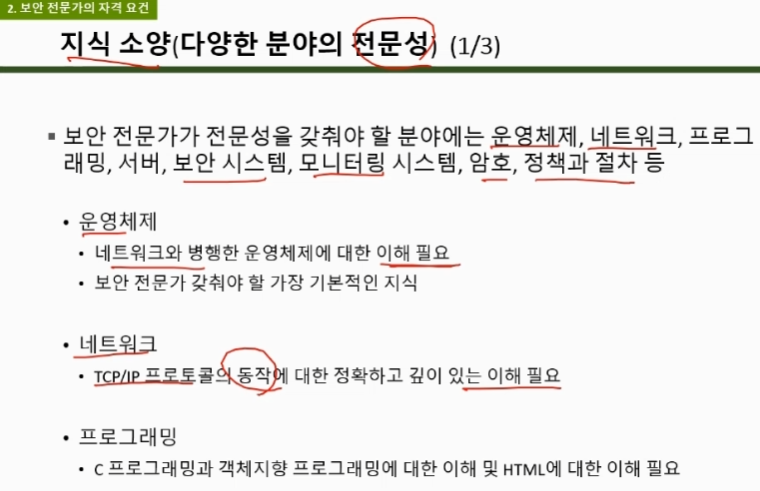 2. 보안 전문가의 자격 요건
지식 소양(다양한 분야의 전문성) (1/3)
▪ 보안 전문가가 전문성을 갖춰야 할 분야에는 운영체제, 네트워크, 프로그
래밍, 서버, 보안 시스템, 모니터링 시스템, 암호, 정책과 절차 등
• 운영체제
• 네트워크와 병행한 운영체제에 대한 이해 필요
• 보안 전문가 갖춰야 할 가장 기본적인 지식
• 네트워크
• TCP/IP 프로토콜의 동작에 대한 정확하고 깊이 있는 이해 필요
• 프로그래밍
• C 프로그래밍과 객체지향 프로그래밍에 대한 이해 및 HTML에 대한 이해 필요